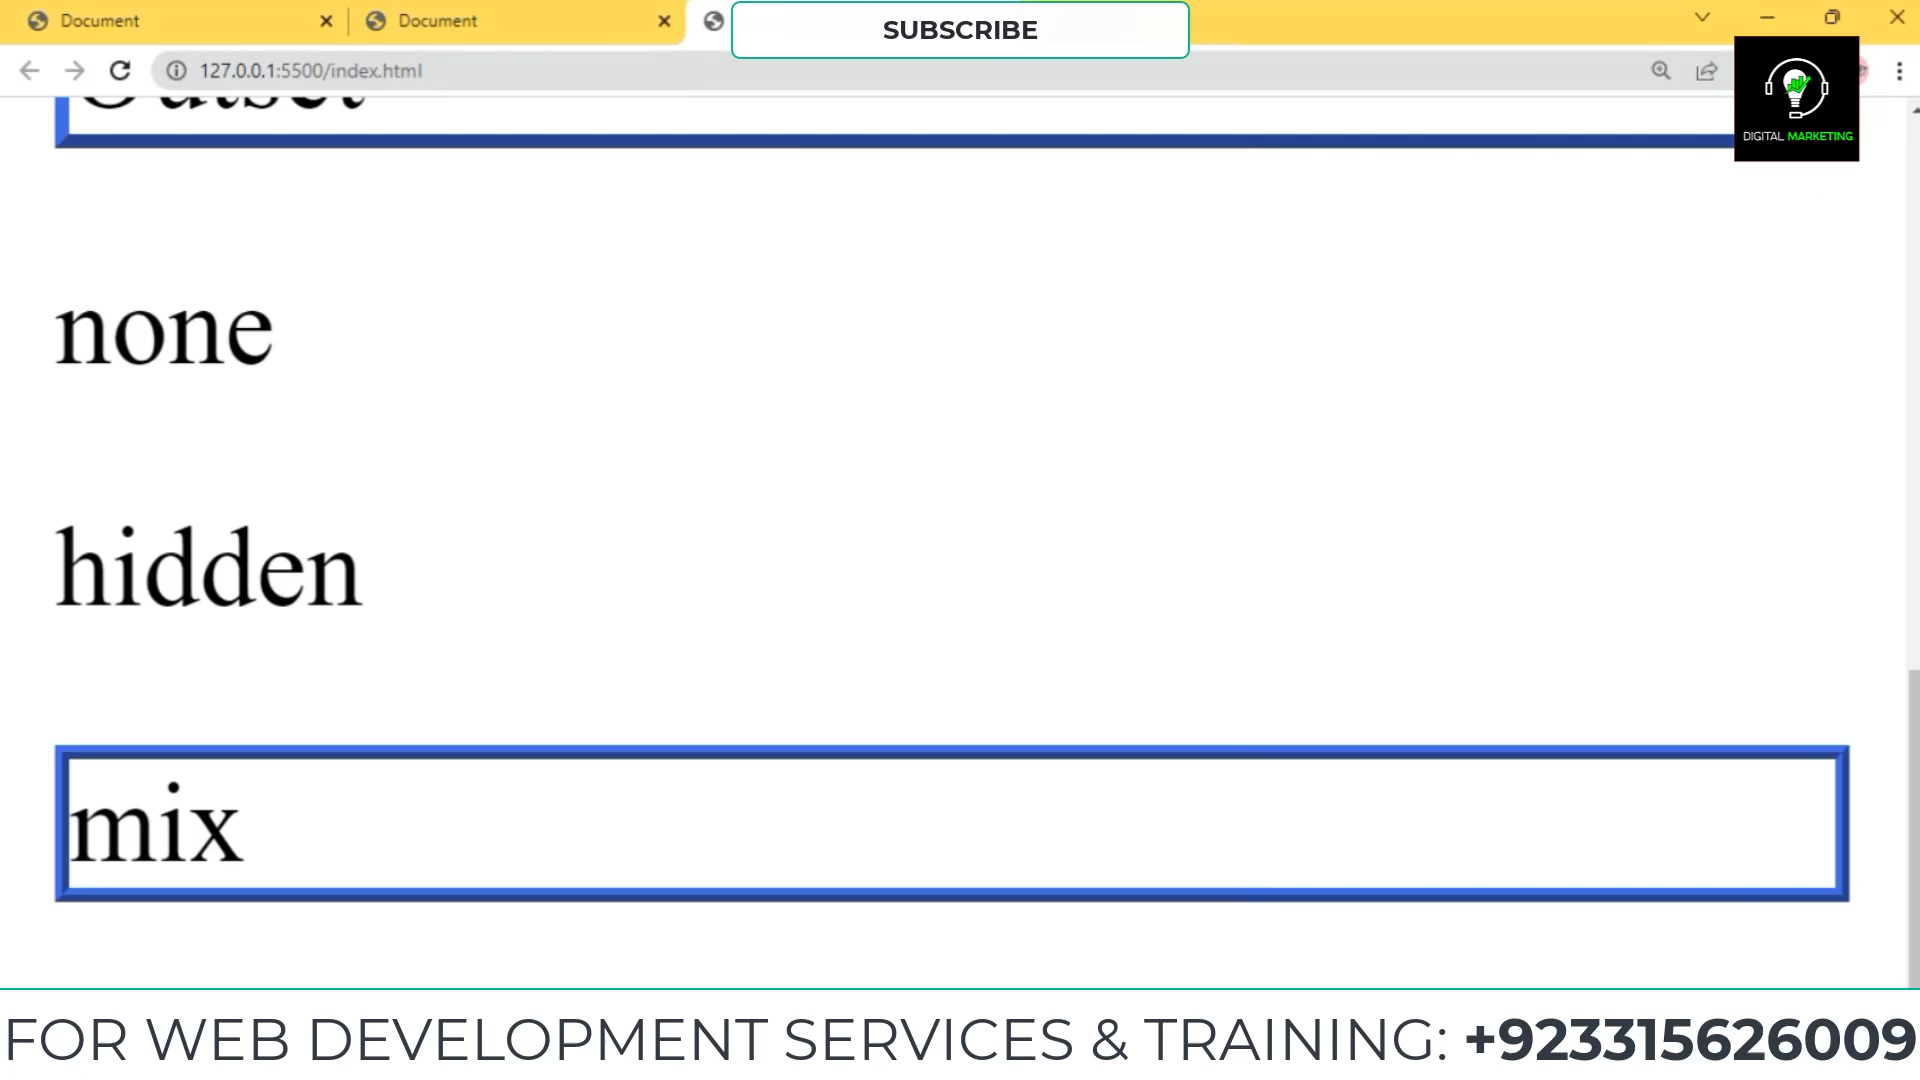 Document
Document
SUBSCRIBE
127.0.0.1:5500/index.html
DIGITAL MARKETING
Outset
none
hidden
mix
FOR WEB DEVELOPMENT SERVICES & TRAINING: +923315626009